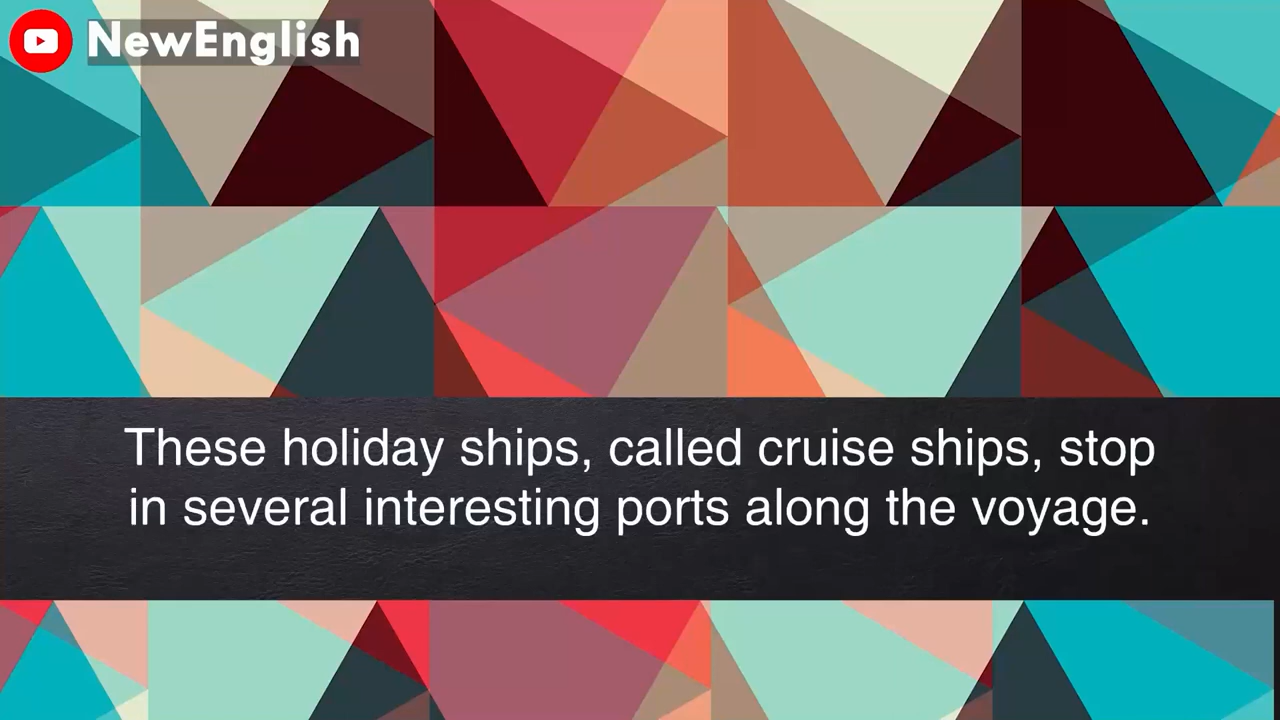 NewEnglish
These holiday ships, called cruise ships, stop
in several interesting ports along the voyage.